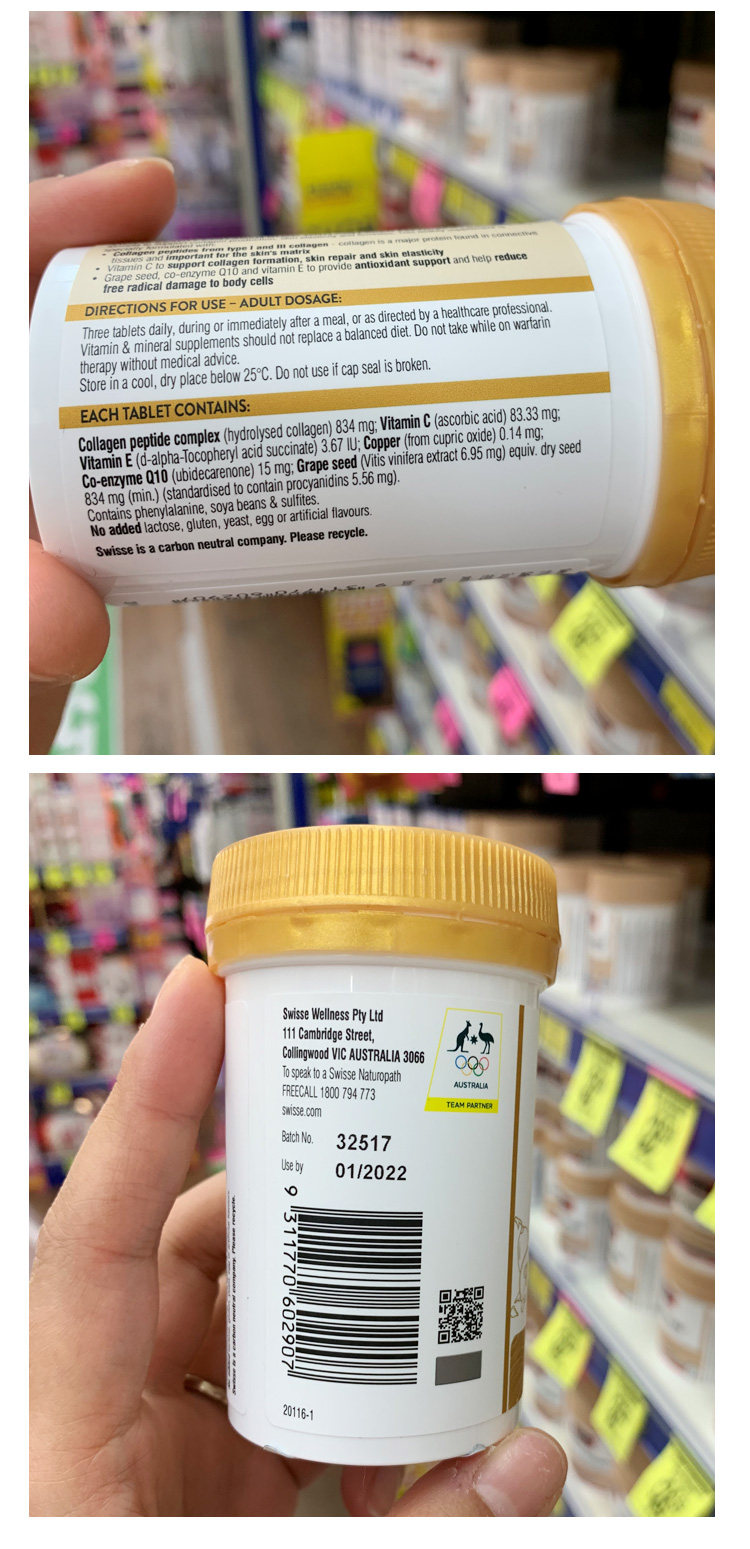 Specially formulated with
• Collagen peptides from type I and III collagen - collagen is a major protein found in connective
tissues and important for the skin's matrix
• Vitamin C to support collagen formation, skin repair and skin elasticity
• Grape seed, co-enzyme Q10 and vitamin E to provide antioxidant support and help reduce
free radical damage to body cells
DIRECTIONS FOR USE – ADULT DOSAGE:
Three tablets daily, during or immediately after a meal, or as directed by a healthcare professional.
Vitamin & mineral supplements should not replace a balanced diet. Do not take while on warfarin
therapy without medical advice.
Store in a cool, dry place below 25°C. Do not use if cap seal is broken.
EACH TABLET CONTAINS:
Collagen peptide complex (hydrolysed collagen) 834 mg; Vitamin C (ascorbic acid) 83.33 mg;
Vitamin E (d-alpha-Tocopheryl acid succinate) 3.67 IU; Copper (from cupric oxide) 0.14 mg;
Co-enzyme Q10 (ubidecarenone) 15 mg; Grape seed (Vitis vinifera extract 6.95 mg) equiv. dry seed
834 mg (min.) (standardised to contain procyanidins 5.56 mg).
Contains phenylalanine, soya beans & sulfites.
No added lactose, gluten, yeast, egg or artificial flavours.
Swisse is a carbon neutral company. Please recycle.
Swisse Wellness Pty Ltd
111 Cambridge Street,
Collingwood VIC AUSTRALIA 3066
To speak to a Swisse Naturopath
FREECALL 1800 794 773
swisse.com
AUSTRALIA
TEAM PARTNER
Batch No. 32517
Use by 01/2022
9 311770 602907
20116-1
Swisse is a carbon neutral company. Please recycle.